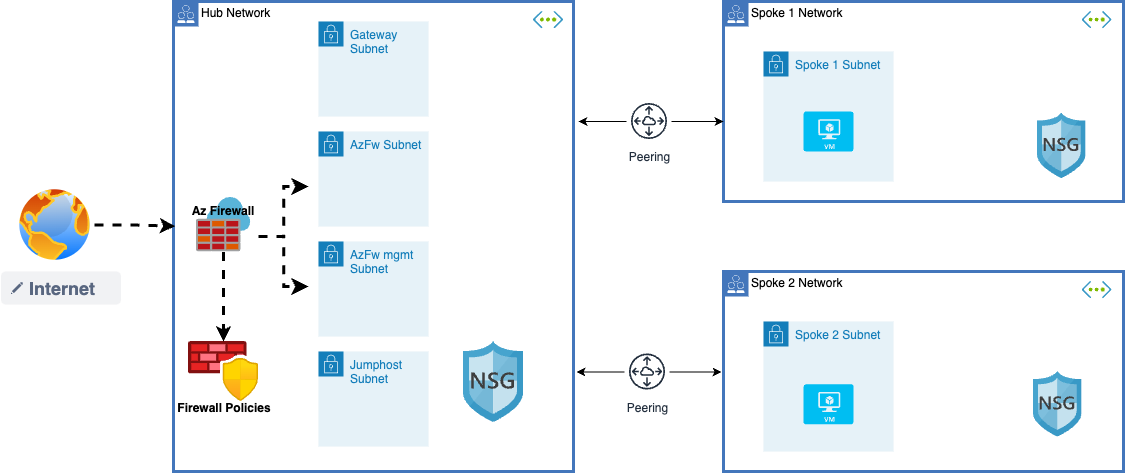 Hub Network
Gateway
Subnet
AzFw Subnet
Az Firewall
AzFw mgmt
Subnet
Internet
Jumphost
Subnet
NSG
Firewall Policies
Peering
Peering
Spoke 1 Network
Spoke 1 Subnet
VM
NSG
Spoke 2 Network
Spoke 2 Subnet
VM
NSG